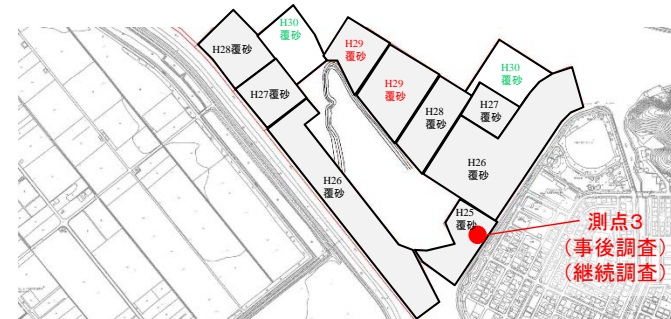 H30
覆砂
H28覆砂
H29
覆砂
H29
覆砂
H30
覆砂
H27覆砂
H28
覆砂
H27
覆砂
H26
覆砂
H26
覆砂
H25
覆砂
測点3
(事後調査)
(継続調査)